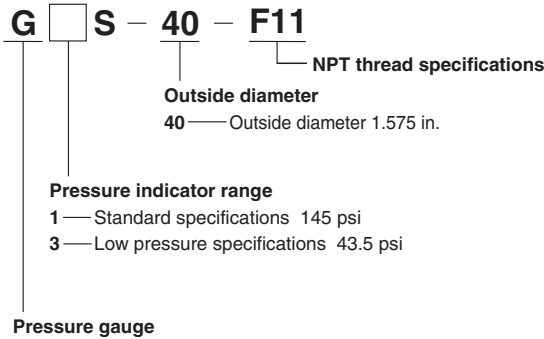 G S – 40 – F11
NPT thread specifications
Outside diameter
40 Outside diameter 1.575 in.
Pressure indicator range
1 Standard specifications 145 psi
3 Low pressure specifications 43.5 psi
Pressure gauge